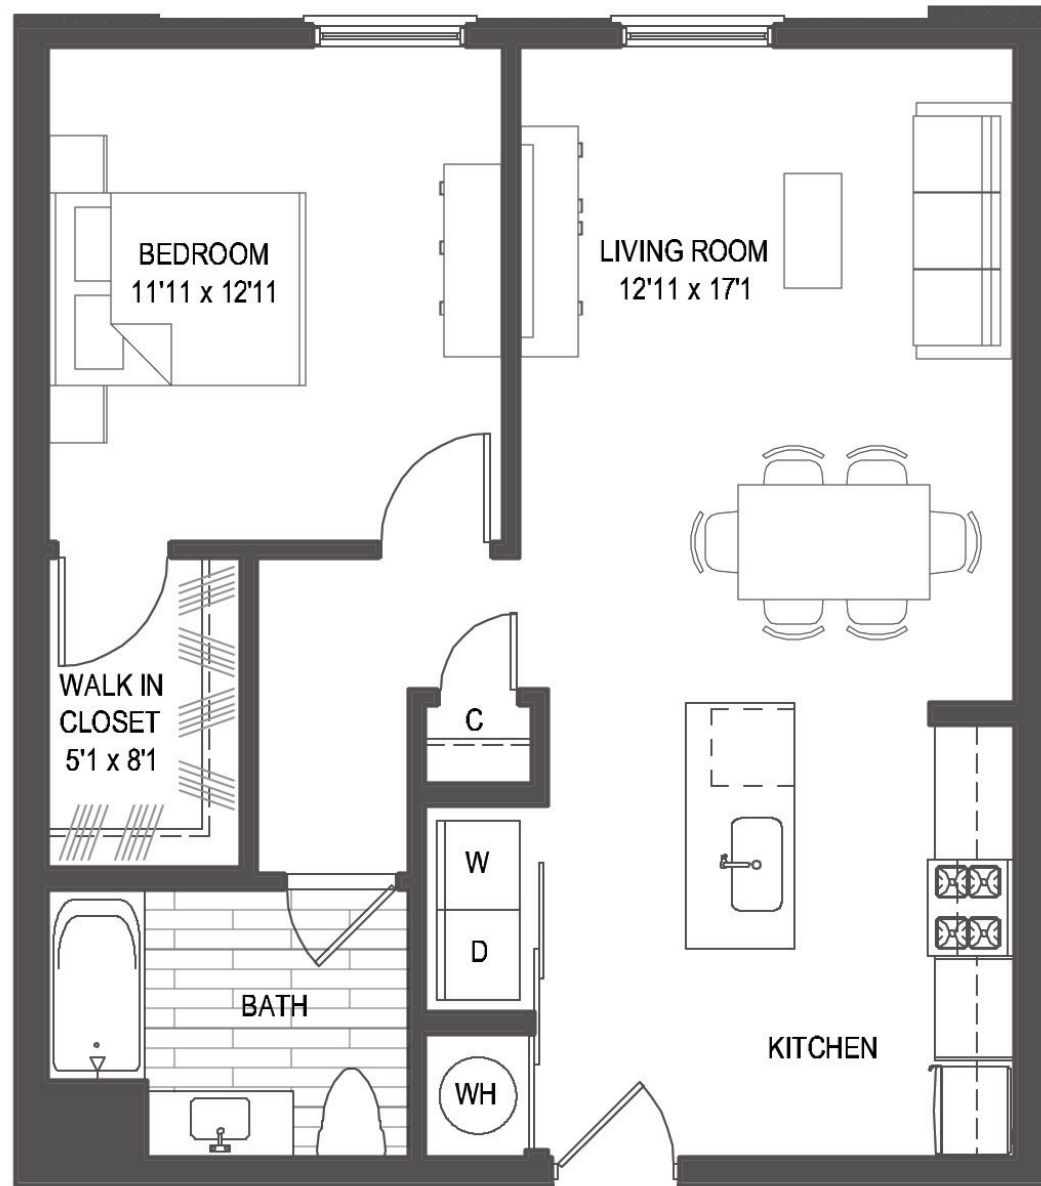 BEDROOM
11'11 x 12'11
LIVING ROOM
12'11 x 17'1
WALK IN
CLOSET
5'1 x 8'1
C
W
D
BATH
KITCHEN
WH